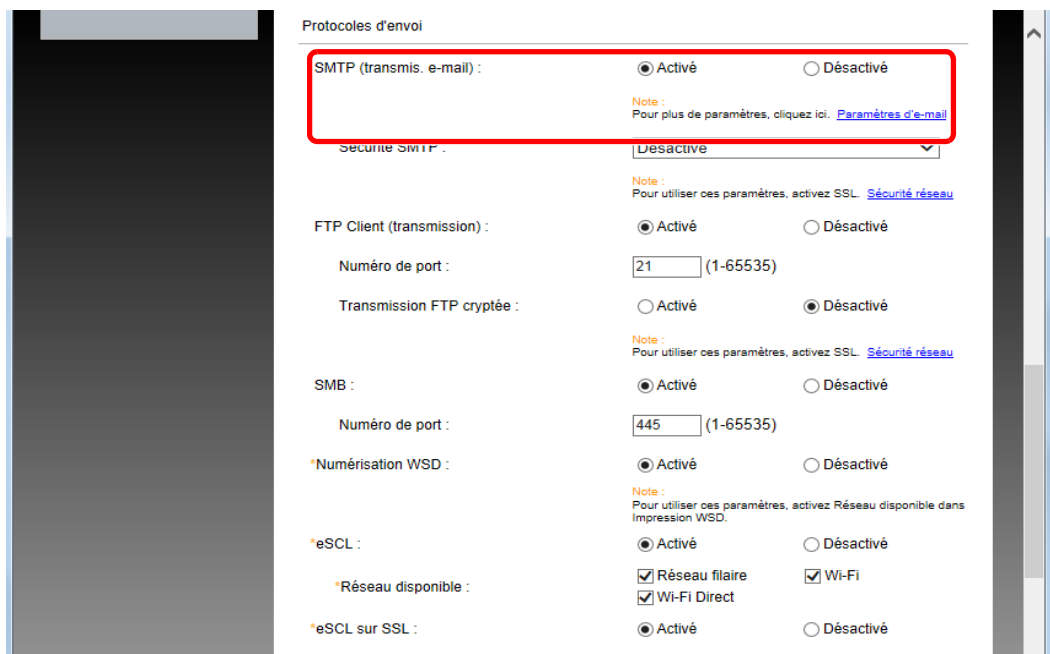 Protocoles d'envoi
SMTP (transmis. e-mail) : Activé Désactivé
Note :
Pour plus de paramètres, cliquez ici. Paramètres d'e-mail
Sécurité SMTP : Désactivé
Note :
Pour utiliser ces paramètres, activez SSL. Sécurité réseau
FTP Client (transmission) : Activé Désactivé
Numéro de port : 21 (1-65535)
Transmission FTP cryptée : Activé Désactivé
Note :
Pour utiliser ces paramètres, activez SSL. Sécurité réseau
SMB : Activé Désactivé
Numéro de port : 445 (1-65535)
*Numérisation WSD : Activé Désactivé
Note :
Pour utiliser ces paramètres, activez Réseau disponible dans
Impression WSD.
*eSCL : Activé Désactivé
*Réseau disponible : Réseau filaire Wi-Fi
Wi-Fi Direct
*eSCL sur SSL : Activé Désactivé